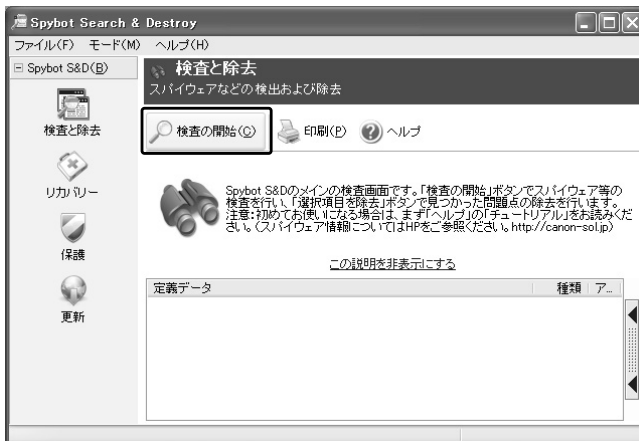 Spybot Search & Destroy
ファイル(F) モード(M) ヘルプ(H)
Spybot S&D(B)
検査と除去
リカバリー
保護
更新
検査と除去
スパイウェアなどの検出および除去
検査の開始(C) 印刷(P) ヘルプ
Spybot S&Dのメインの検査画面です。「検査の開始」ボタンでスパイウェア等の
検査を行い、「選択項目を除去」ボタンで見つかった問題点の除去を行います。
注意:初めてお使いになる場合は、まず「ヘルプ」の「チュートリアル」をお読みくだ
さい。(スパイウェア情報についてはHPをご参照ください。http://canon-sol.jp)
この説明を非表示にする
定義データ 種類 ア...